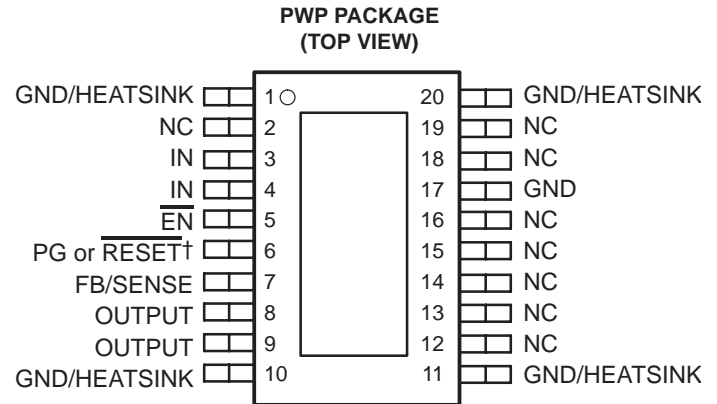 PWP PACKAGE
(TOP VIEW)
GND/HEATSINK 1 20 GND/HEATSINK
NC 2 19 NC
IN 3 18 NC
IN 4 17 GND
EN 5 16 NC
PG or RESET† 6 15 NC
FB/SENSE 7 14 NC
OUTPUT 8 13 NC
OUTPUT 9 12 NC
GND/HEATSINK 10 11 GND/HEATSINK